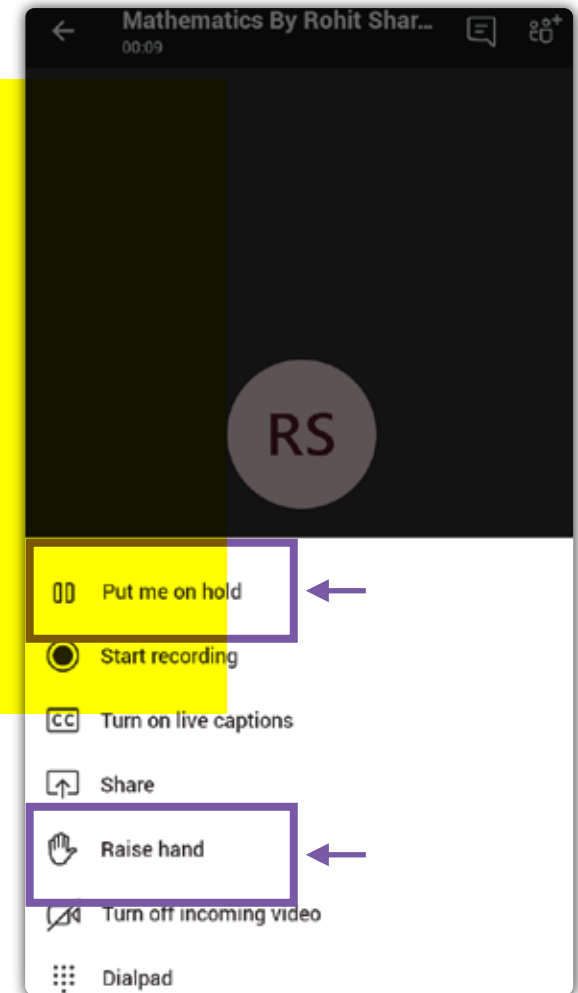 Mathematics By Rohit Shar...
00:09
RS
Put me on hold
Start recording
CC Turn on live captions
Share
Raise hand
Turn off incoming video
Dialpad